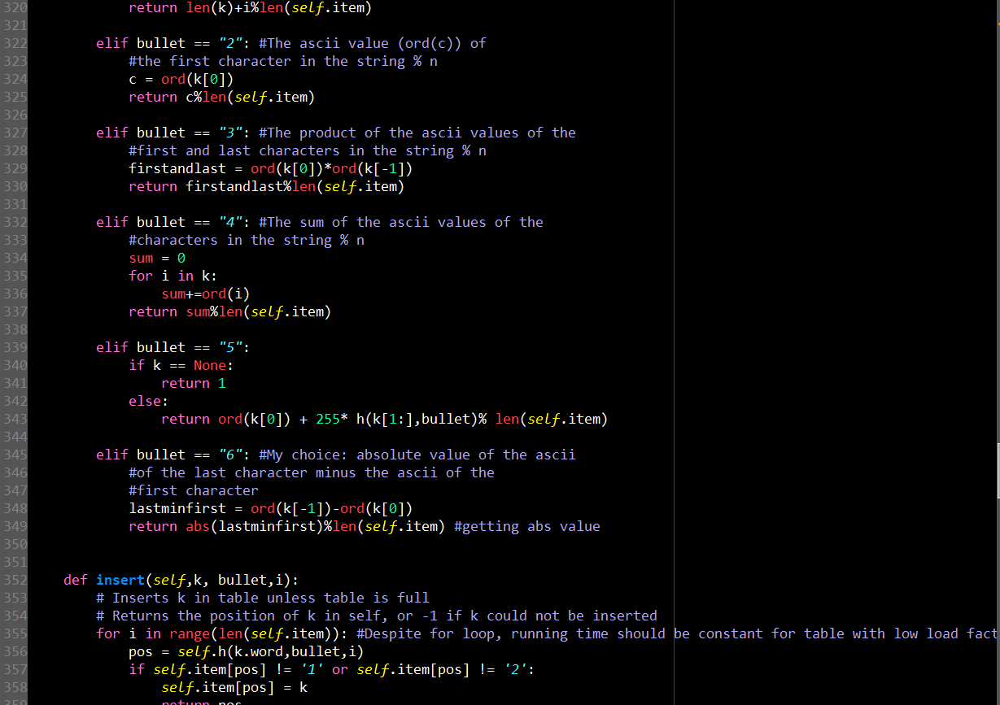 320 return len(k)+i%len(self.item)
321
322 elif bullet == "2": #The ascii value (ord(c)) of
323 #the first character in the string % n
324 c = ord(k[0])
325 return c%len(self.item)
326
327 elif bullet == "3": #The product of the ascii values of the
328 #first and last characters in the string % n
329 firstandlast = ord(k[0])*ord(k[-1])
330 return firstandlast%len(self.item)
331
332 elif bullet == "4": #The sum of the ascii values of the
333 #characters in the string % n
334 sum = 0
335 for i in k:
336 sum+=ord(i)
337 return sum%len(self.item)
338
339 elif bullet == "5":
340 if k == None:
341 return 1
342 else:
343 return ord(k[0]) + 255* h(k[1:],bullet)% len(self.item)
344
345 elif bullet == "6": #My choice: absolute value of the ascii
346 #of the last character minus the ascii of the
347 #first character
348 lastminfirst = ord(k[-1])-ord(k[0])
349 return abs(lastminfirst)%len(self.item) #getting abs value
350
351
352 def insert(self,k, bullet,i):
353 # Inserts k in table unless table is full
354 # Returns the position of k in self, or -1 if k could not be inserted
355 for i in range(len(self.item)): #Despite for loop, running time should be constant for table with low load fact
356 pos = self.h(k.word,bullet,i)
357 if self.item[pos] != '1' or self.item[pos] != '2':
358 self.item[pos] = k
359 return pos